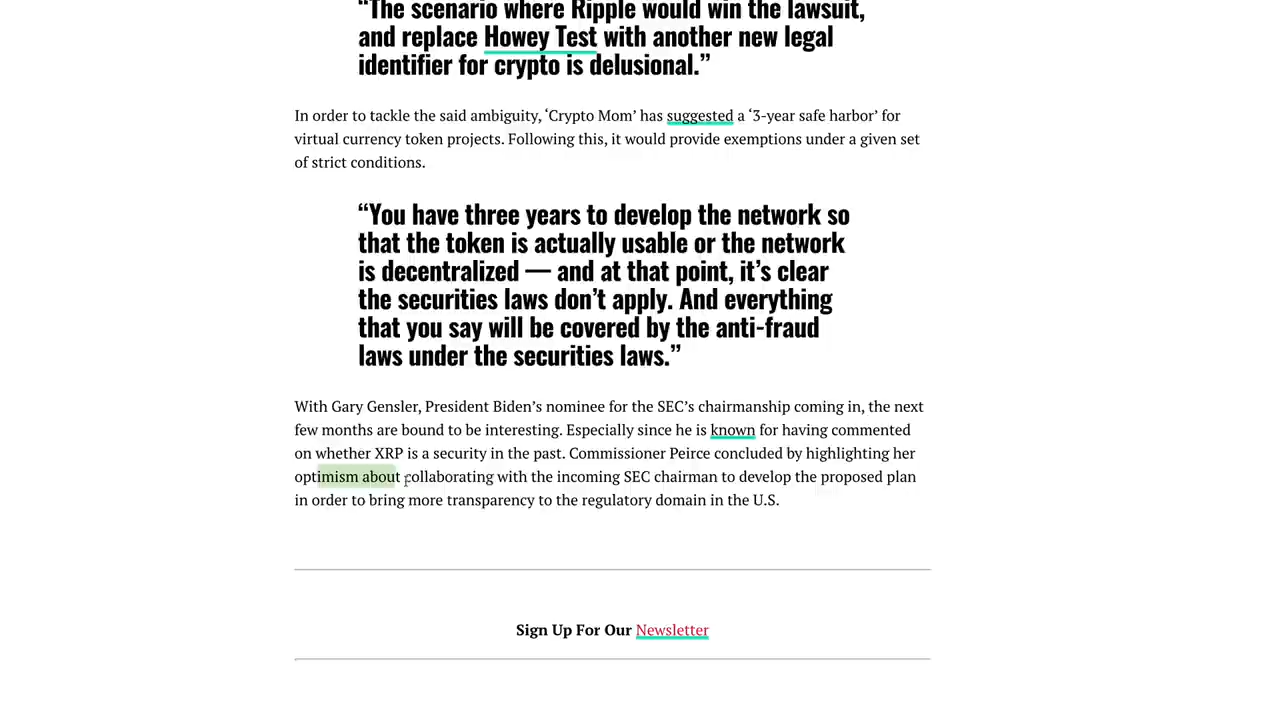 “The scenario where Ripple would win the lawsuit,
and replace Howey Test with another new legal
identifier for crypto is delusional.”
In order to tackle the said ambiguity, ‘Crypto Mom’ has suggested a ‘3-year safe harbor’ for
virtual currency token projects. Following this, it would provide exemptions under a given set
of strict conditions.
“You have three years to develop the network so
that the token is actually usable or the network
is decentralized — and at that point, it’s clear
the securities laws don’t apply. And everything
that you say will be covered by the anti-fraud
laws under the securities laws.”
With Gary Gensler, President Biden’s nominee for the SEC’s chairmanship coming in, the next
few months are bound to be interesting. Especially since he is known for having commented
on whether XRP is a security in the past. Commissioner Peirce concluded by highlighting her
optimism about collaborating with the incoming SEC chairman to develop the proposed plan
in order to bring more transparency to the regulatory domain in the U.S.
Sign Up For Our Newsletter